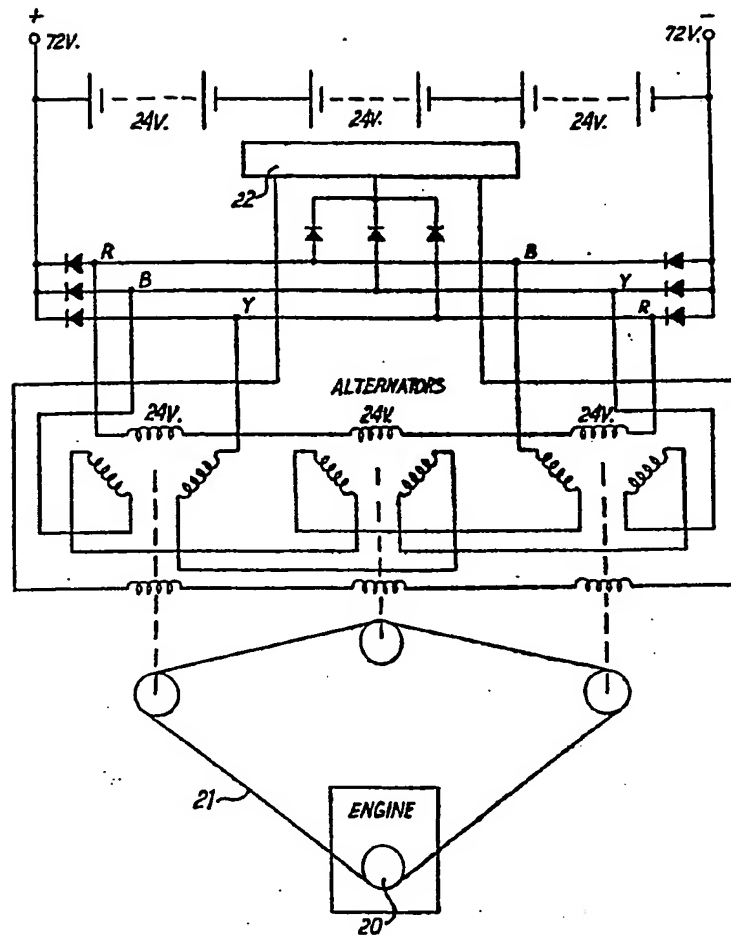 + −
72V. 72V.
24V. 24V. 24V.
22
R B
B Y
Y R
ALTERNATORS
24V. 24V. 24V.
21
ENGINE
20